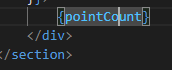 };
{pointCount}
</div>
</section>